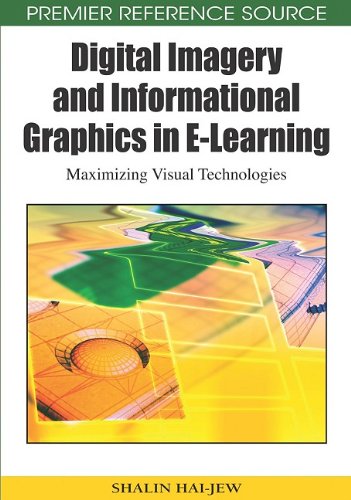 PREMIER REFERENCE SOURCE
Digital Imagery
and Informational
Graphics in E-Learning
Maximizing Visual Technologies
SHALIN HAI-JEW